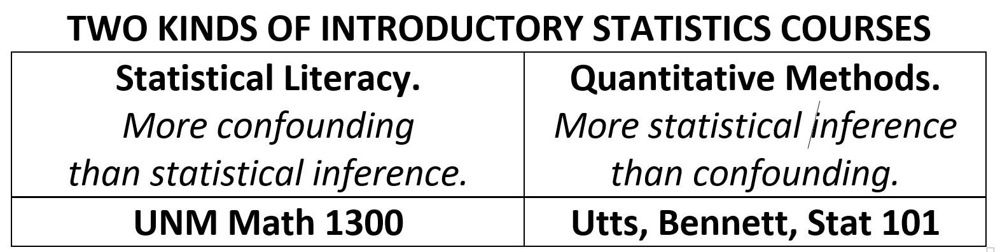 TWO KINDS OF INTRODUCTORY STATISTICS COURSES
Statistical Literacy.
More confounding
than statistical inference.
Quantitative Methods.
More statistical inference
than confounding.
UNM Math 1300
Utts, Bennett, Stat 101